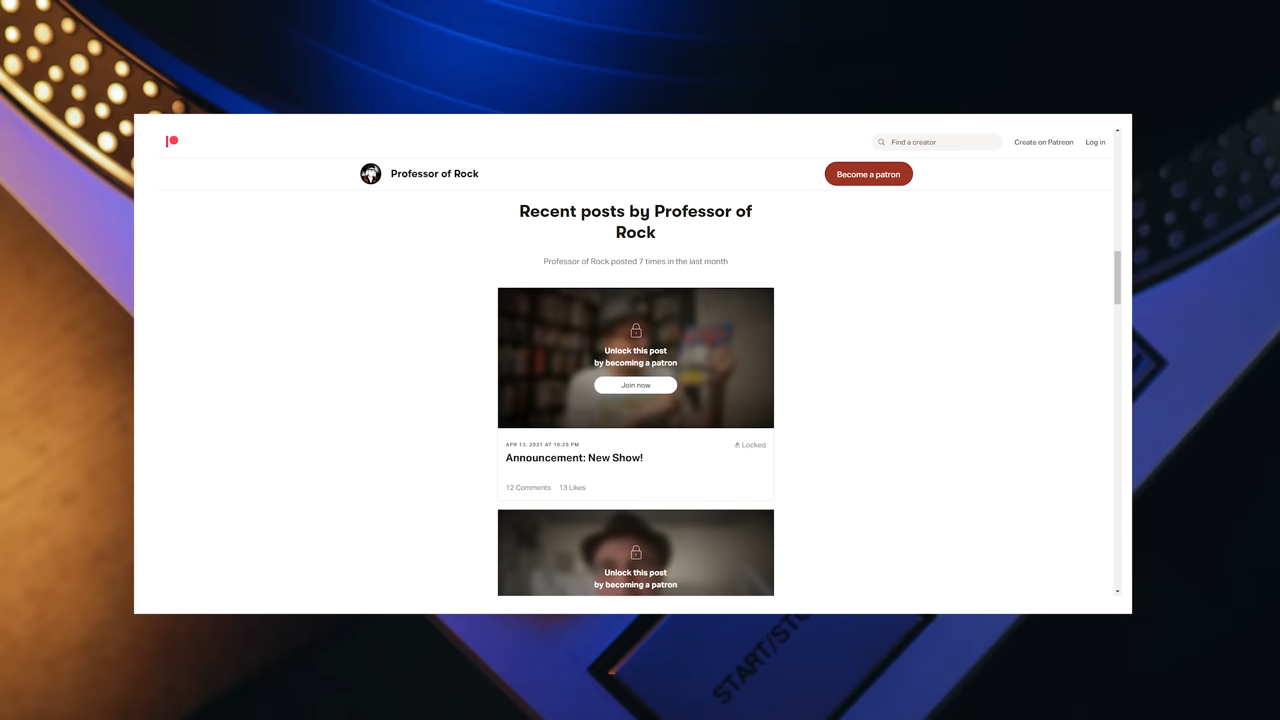 Find a creator
Create on Patreon
Log in
Professor of Rock
Become a patron
Recent posts by Professor of
Rock
Professor of Rock posted 7 times in the last month
Unlock this post
by becoming a patron
Join now
APR 13, 2021 AT 10:25 PM
Locked
Announcement: New Show!
12 Comments
13 Likes
Unlock this post
by becoming a patron
START/STO